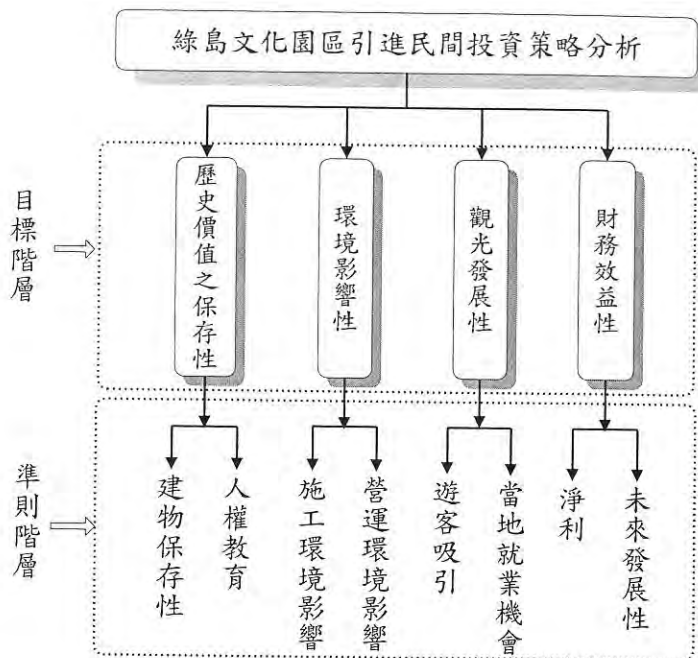 綠島文化園區引進民間投資策略分析
目標階層
歷史價值之保存性
環境影響性
觀光發展性
財務效益性
準則階層
建物保存性
人權教育
施工環境影響
營運環境影響
遊客吸引
當地就業機會
淨利
未來發展性